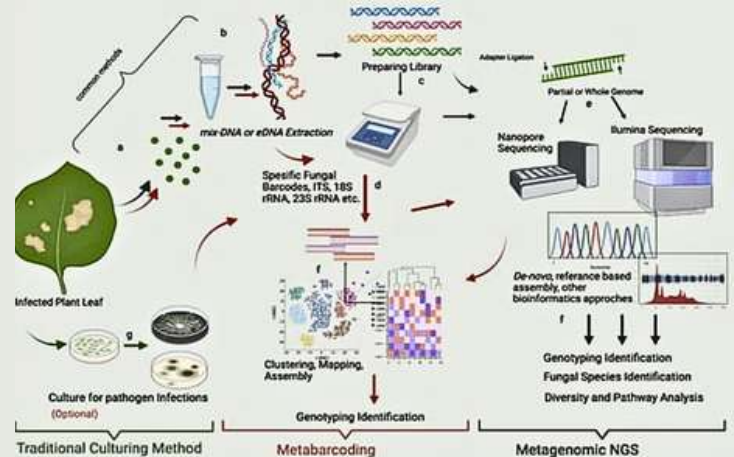 common methods
a
b
mix-DNA or eDNA Extraction
Preparing Library
c
Adapter Ligation
Partial or Whole Genome
e
Nanopore
Sequencing
Ilumina Sequencing
Spesific Fungal
Barcodes, ITS, 18S
rRNA, 23S rRNA etc.
d
Infected Plant Leaf
g
Culture for pathogen Infections
(Optional)
f
Clustering, Mapping,
Assembly
Genotyping Identification
De-novo, referance based
assembly, other
bioinformatics approches
f
Genotyping Identification
Fungal Species Identification
Diversity and Pathway Analysis
Traditional Culturing Method
Metabarcoding
Metagenomic NGS